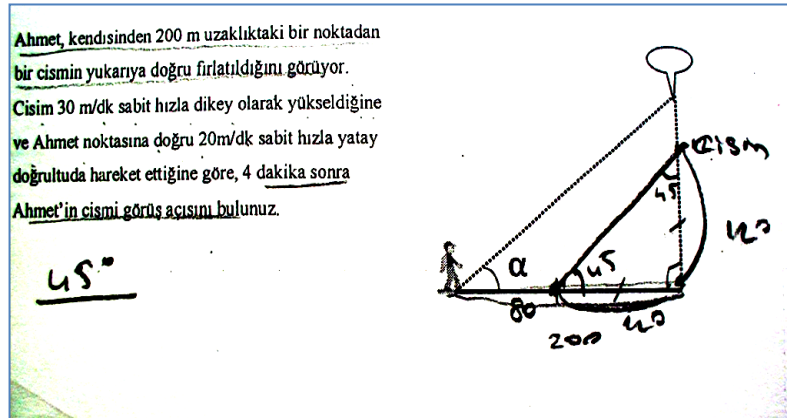 Ahmet, kendisinden 200 m uzaklıktaki bir noktadan
bir cismin yukarıya doğru fırlatıldığını görüyor.
Cisim 30 m/dk sabit hızla dikey olarak yükseldiğine
ve Ahmet noktasına doğru 20m/dk sabit hızla yatay
doğrultuda hareket ettiğine göre, 4 dakika sonra
Ahmet'in cismi görüş açısını bulunuz.
45°
cism
45
120
α
45
80
200
120